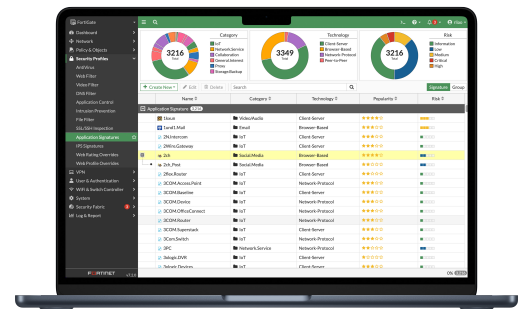 FortiGate
Dashboard
Network
Policy & Objects
Security Profiles
AntiVirus
Web Filter
Video Filter
DNS Filter
Application Control
Intrusion Prevention
File Filter
SSL/SSH Inspection
Application Signatures
IPS Signatures
Web Rating Overrides
Web Profile Overrides
VPN
User & Authentication
WiFi & Switch Controller
System
Security Fabric
Log & Report
FORTINET
Category
3216
Total
IoT
Network.Service
Collaboration
General.Interest
Proxy
Storage.Backup
Technology
3349
Total
Client-Server
Browser-Based
Network-Protocol
Peer-to-Peer
Risk
3216
Total
Information
Low
Medium
Critical
High
+ Create New Edit Delete Search Signature Group
Name Category Technology Popularity Risk
Application Signature 3216
1kxun Video/Audio Client-Server
1und1.Mail Email Browser-Based
24.Intercom IoT Client-Server
2Wire.Gateway IoT Client-Server
2ch Social.Media Browser-Based
2ch_Post Social.Media Browser-Based
2flex.Router IoT Client-Server
3COM.Access.Point IoT Network-Protocol
3COM.Baseline IoT Client-Server
3COM.Device IoT Network-Protocol
3COM.OfficeConnect IoT Network-Protocol
3COM.Router IoT Network-Protocol
3COM.Superstack IoT Client-Server
3Com.Switch IoT Client-Server
3PC Network.Service Network-Protocol
3xlogic.DVR IoT Client-Server
3xlogic.Devices IoT Client-Server
0% 3216